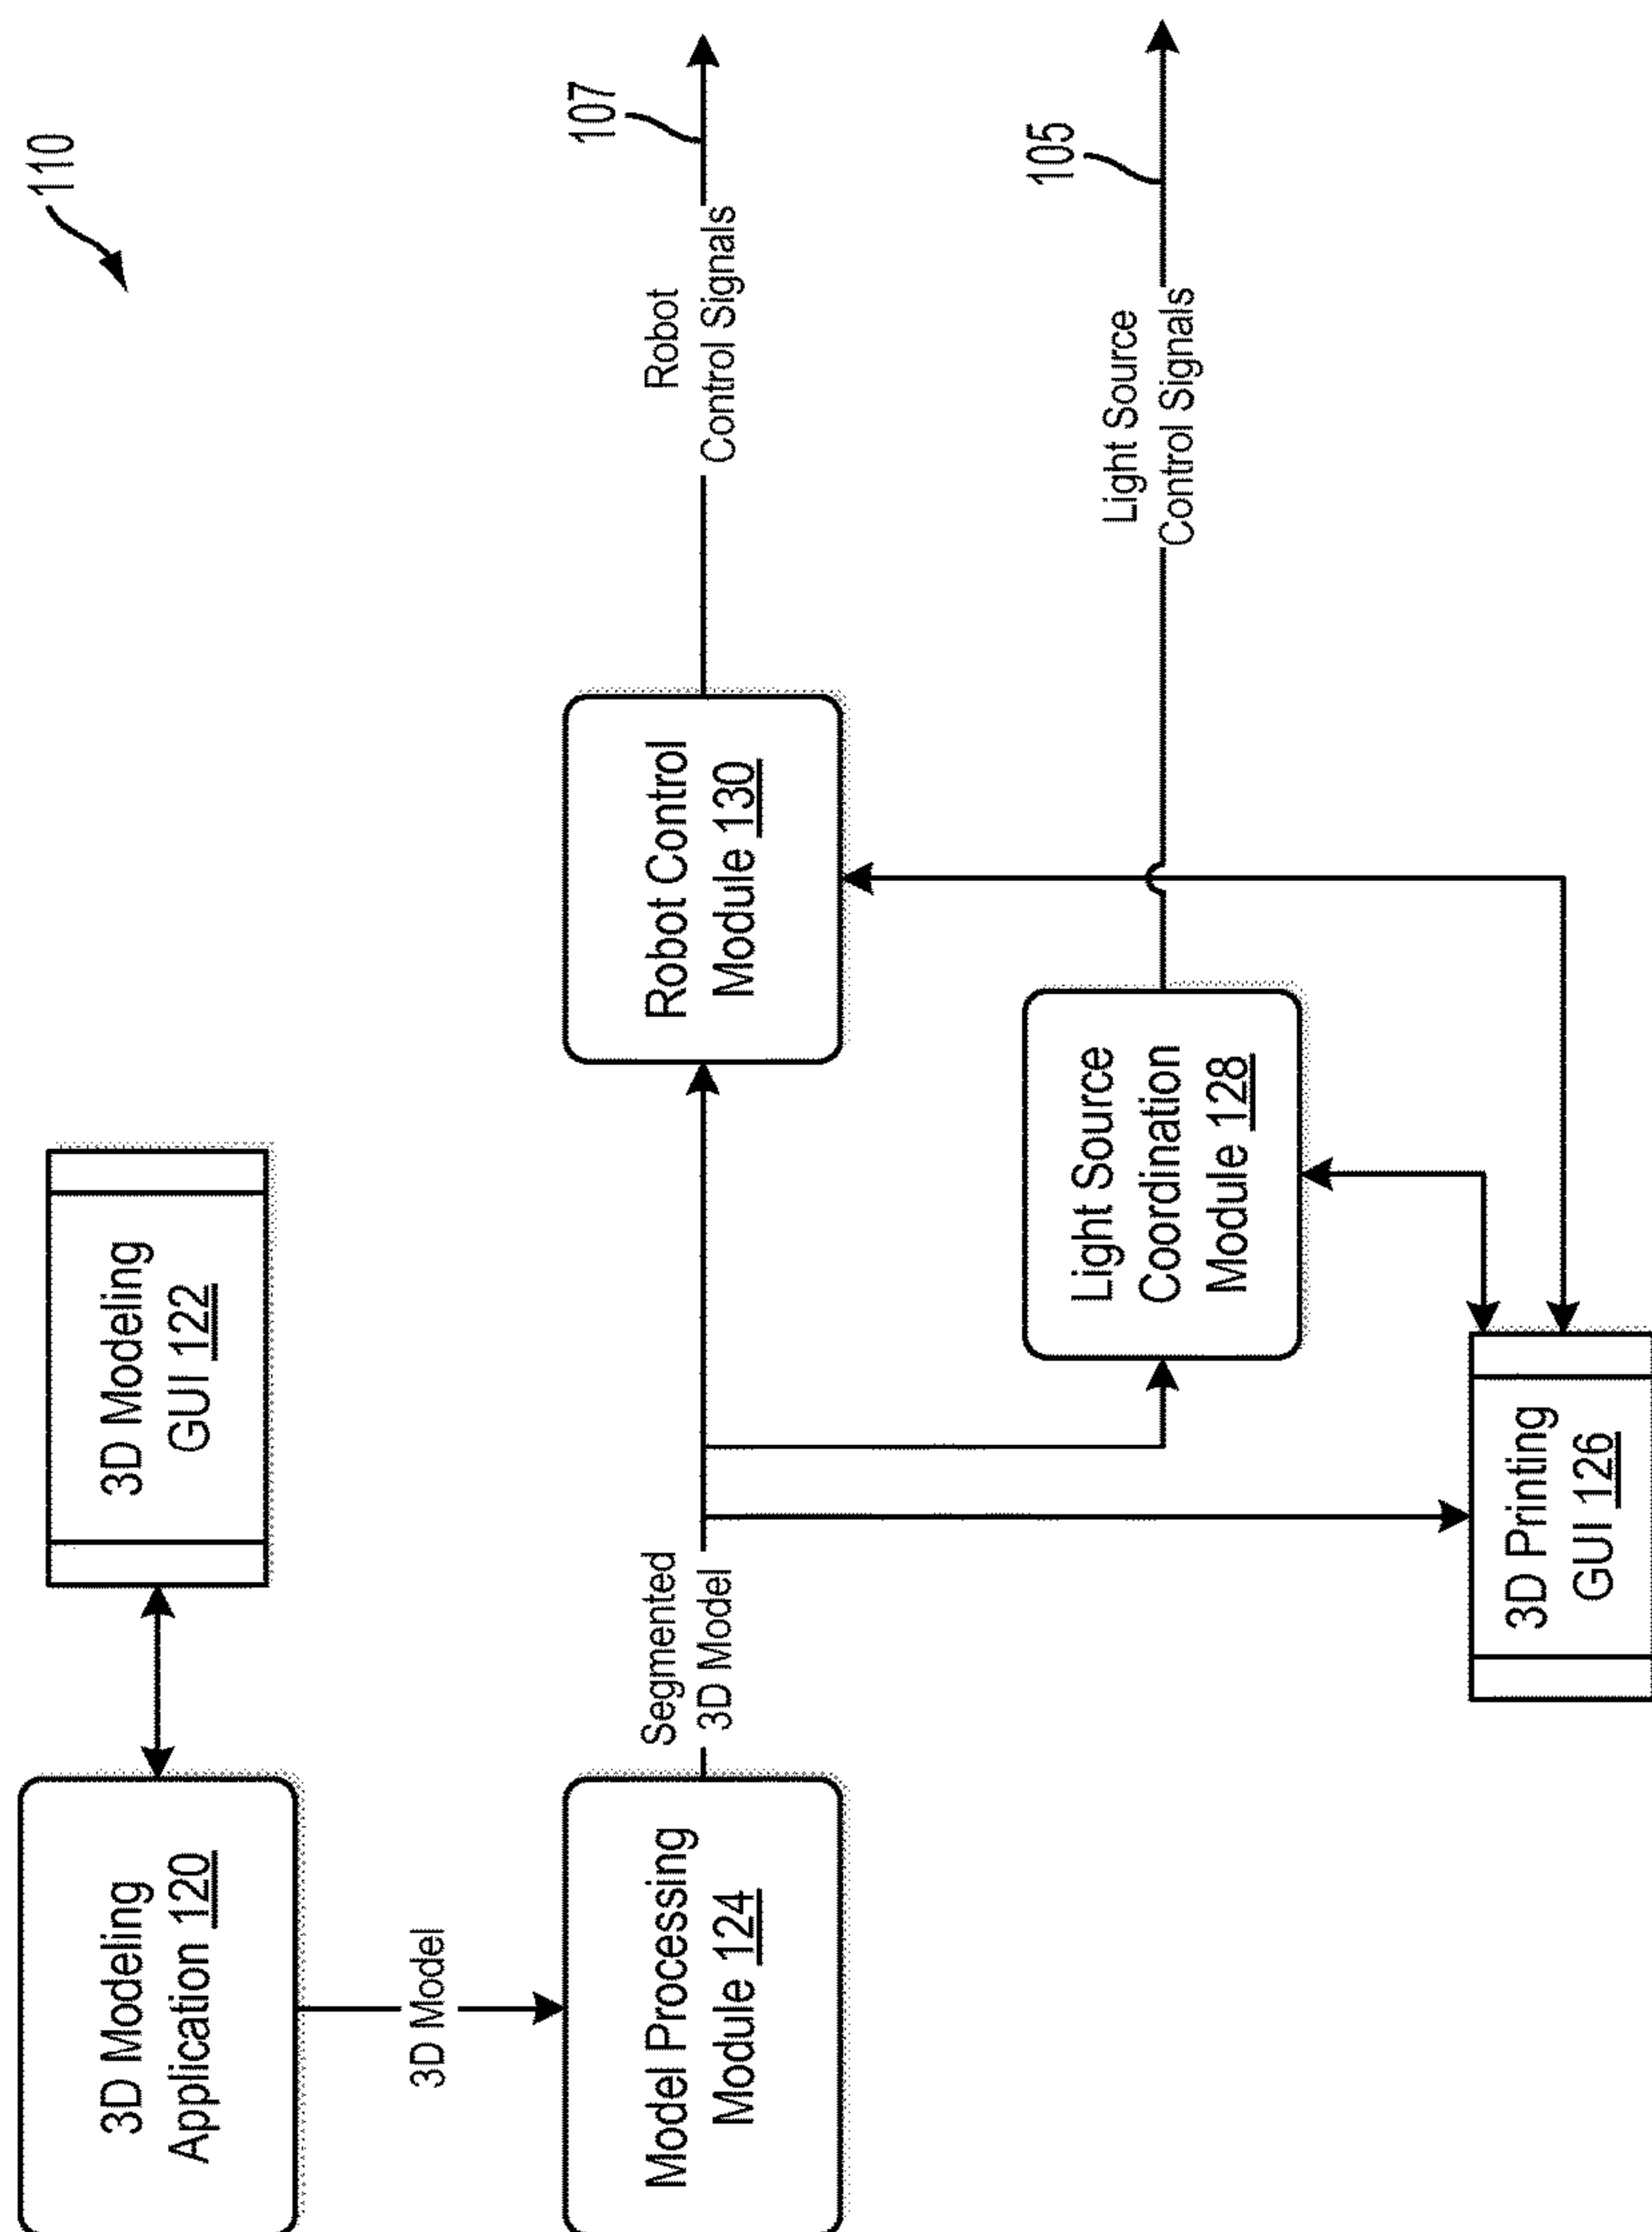 110
3D Modeling
Application 120
3D Modeling
GUI 122
3D Model
Model Processing
Module 124
Segmented
3D Model
Robot Control
Module 130
Robot
Control Signals
107
Light Source
Coordination
Module 128
Light Source
Control Signals
105
3D Printing
GUI 126